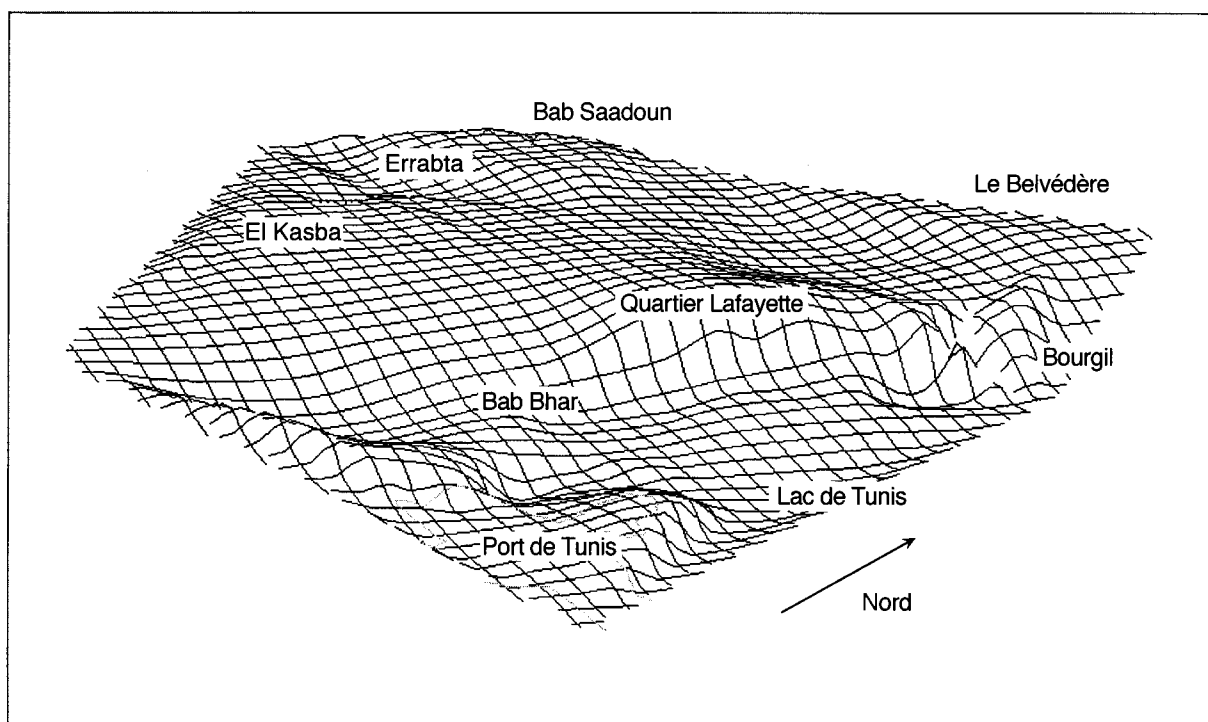 Bab Saadoun
Errabta
Le Belvédère
El Kasba
Quartier Lafayette
Bourgil
Bab Bhar
Lac de Tunis
Port de Tunis
Nord